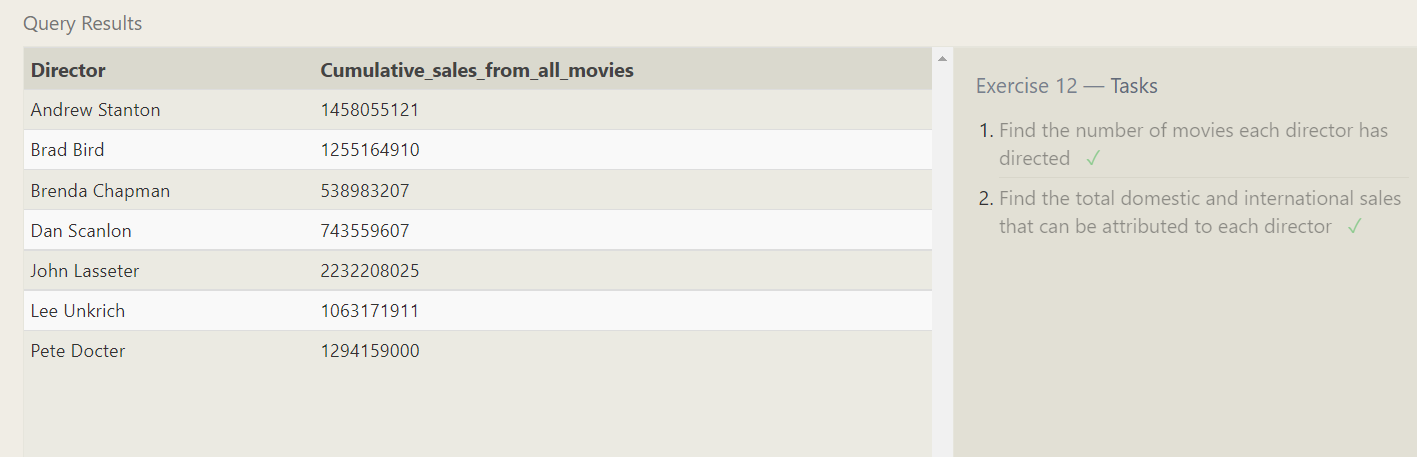 Query Results
Director Cumulative_sales_from_all_movies
Andrew Stanton 1458055121
Brad Bird 1255164910
Brenda Chapman 538983207
Dan Scanlon 743559607
John Lasseter 2232208025
Lee Unkrich 1063171911
Pete Docter 1294159000
Exercise 12 — Tasks
1. Find the number of movies each director has
directed ✓
2. Find the total domestic and international sales
that can be attributed to each director ✓